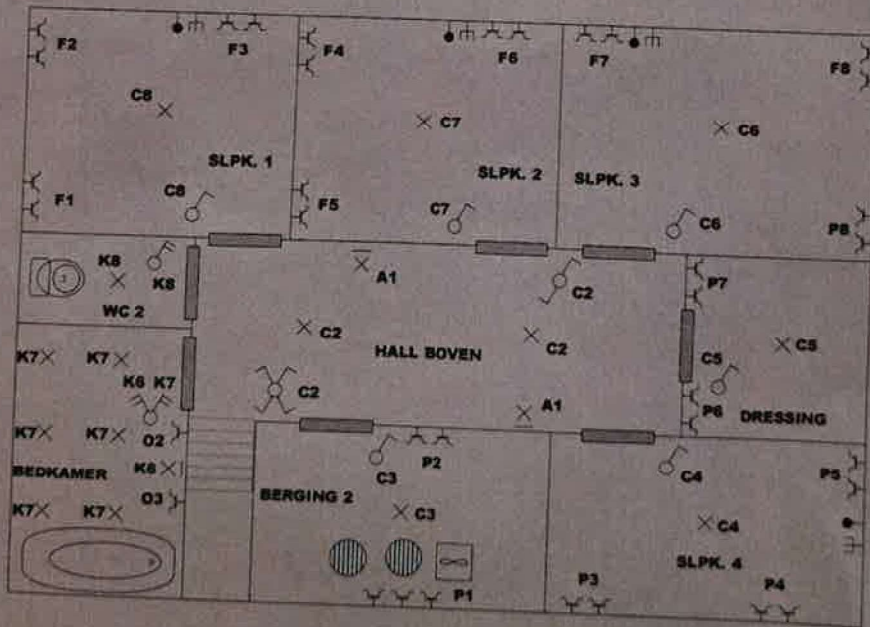 F2
F3
F4
F6
F7
F8
C8
C7
C6
SLPK. 1
SLPK. 2
SLPK. 3
F1
C8
F5
C7
C6
P8
K8
K8
WC 2
A1
C2
P7
C2
C2
HALL BOVEN
C5
C5
K7
K7
K6 K7
C2
A1
P6
DRESSING
K7
K7
O2
P2
C3
C4
P5
BEDKAMER
K6
BERGING 2
O3
C3
C4
K7
K7
SLPK. 4
P1
P3
P4